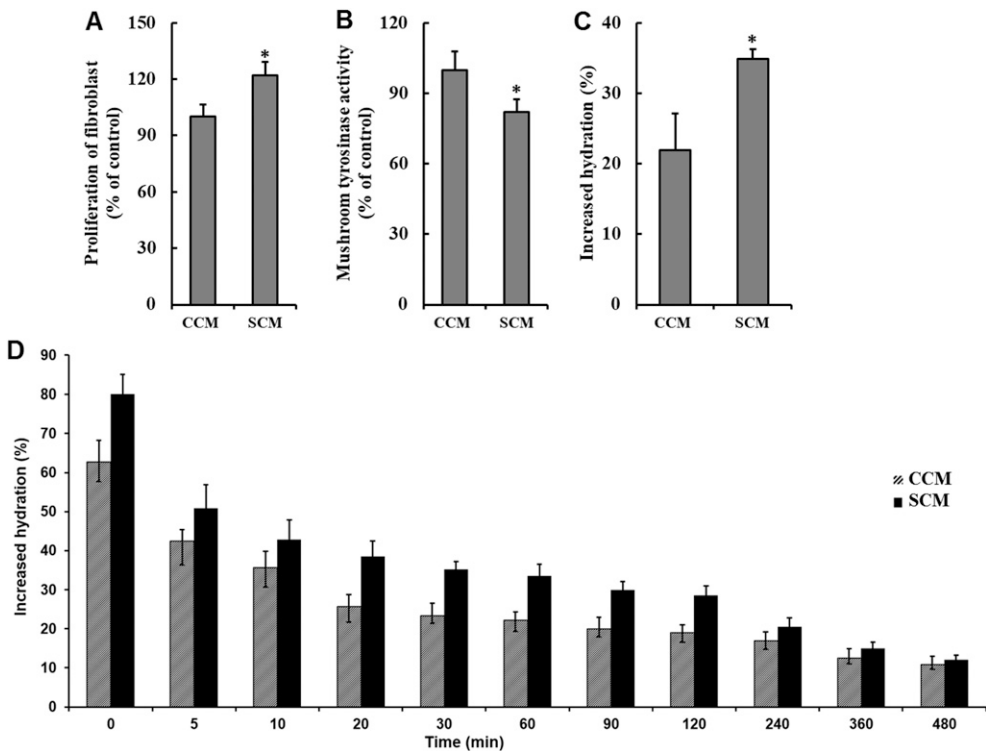 A
Proliferation of fibroblast
(% of control)
150
120
90
60
30
0
CCM SCM
*
B
Mushroom tyrosinase activity
(% of control)
120
90
60
30
0
CCM SCM
*
C
Increased hydration (%)
40
30
20
10
0
CCM SCM
*
D
Increased hydration (%)
90
80
70
60
50
40
30
20
10
0
0 5 10 20 30 60 90 120 240 360 480
Time (min)
CCM
SCM